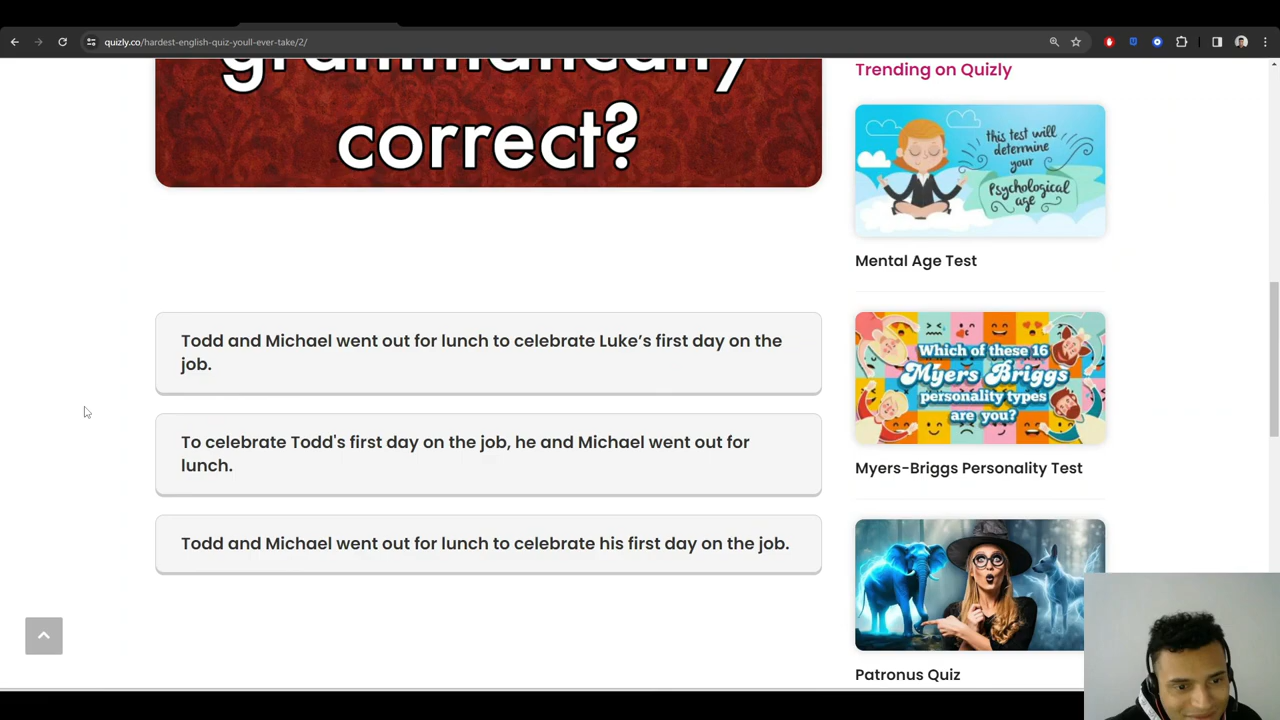 quizly.co/hardest-english-quiz-youll-ever-take/2/
grammatically
correct?
Trending on Quizly
this test will
determine
your
Psychological
age
Mental Age Test
Todd and Michael went out for lunch to celebrate Luke’s first day on the
job.
To celebrate Todd's first day on the job, he and Michael went out for
lunch.
Todd and Michael went out for lunch to celebrate his first day on the job.
Which of these 16
Myers Briggs
personality types
are you?
Myers-Briggs Personality Test
Patronus Quiz